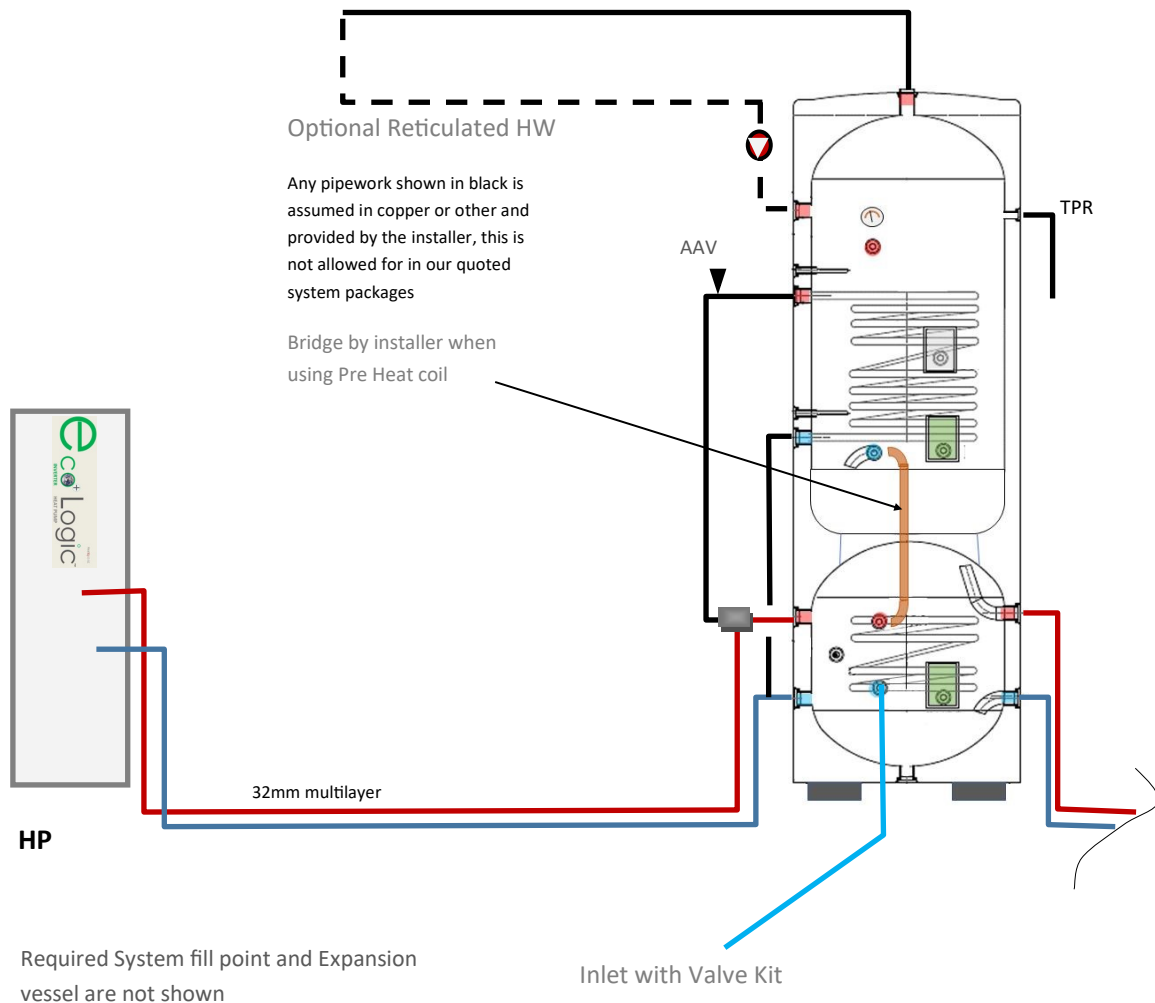 Optional Reticulated HW
Any pipework shown in black is
assumed in copper or other and
provided by the installer, this is
not allowed for in our quoted
system packages
TPR
AAV
Bridge by installer when
using Pre Heat coil
eco+ Logic
INVERTER
HEAT PUMP
32mm multilayer
HP
Required System fill point and Expansion
vessel are not shown
Inlet with Valve Kit